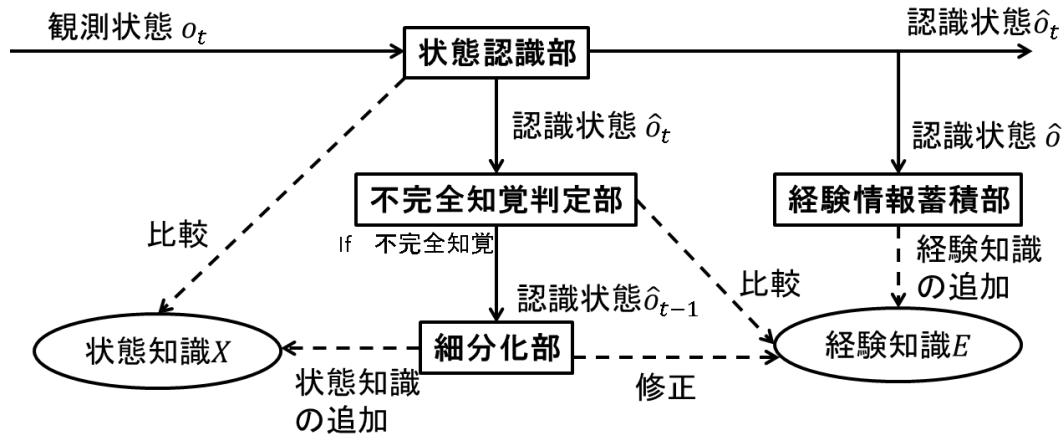 観測状態 o_t
認識状態ô_t
状態認識部
認識状態 ô_t
認識状態 ô
不完全知覚判定部
経験情報蓄積部
If 不完全知覚
比較
経験知識
の追加
比較
認識状態ô_{t−1}
状態知識X
細分化部
経験知識E
状態知識
の追加
修正